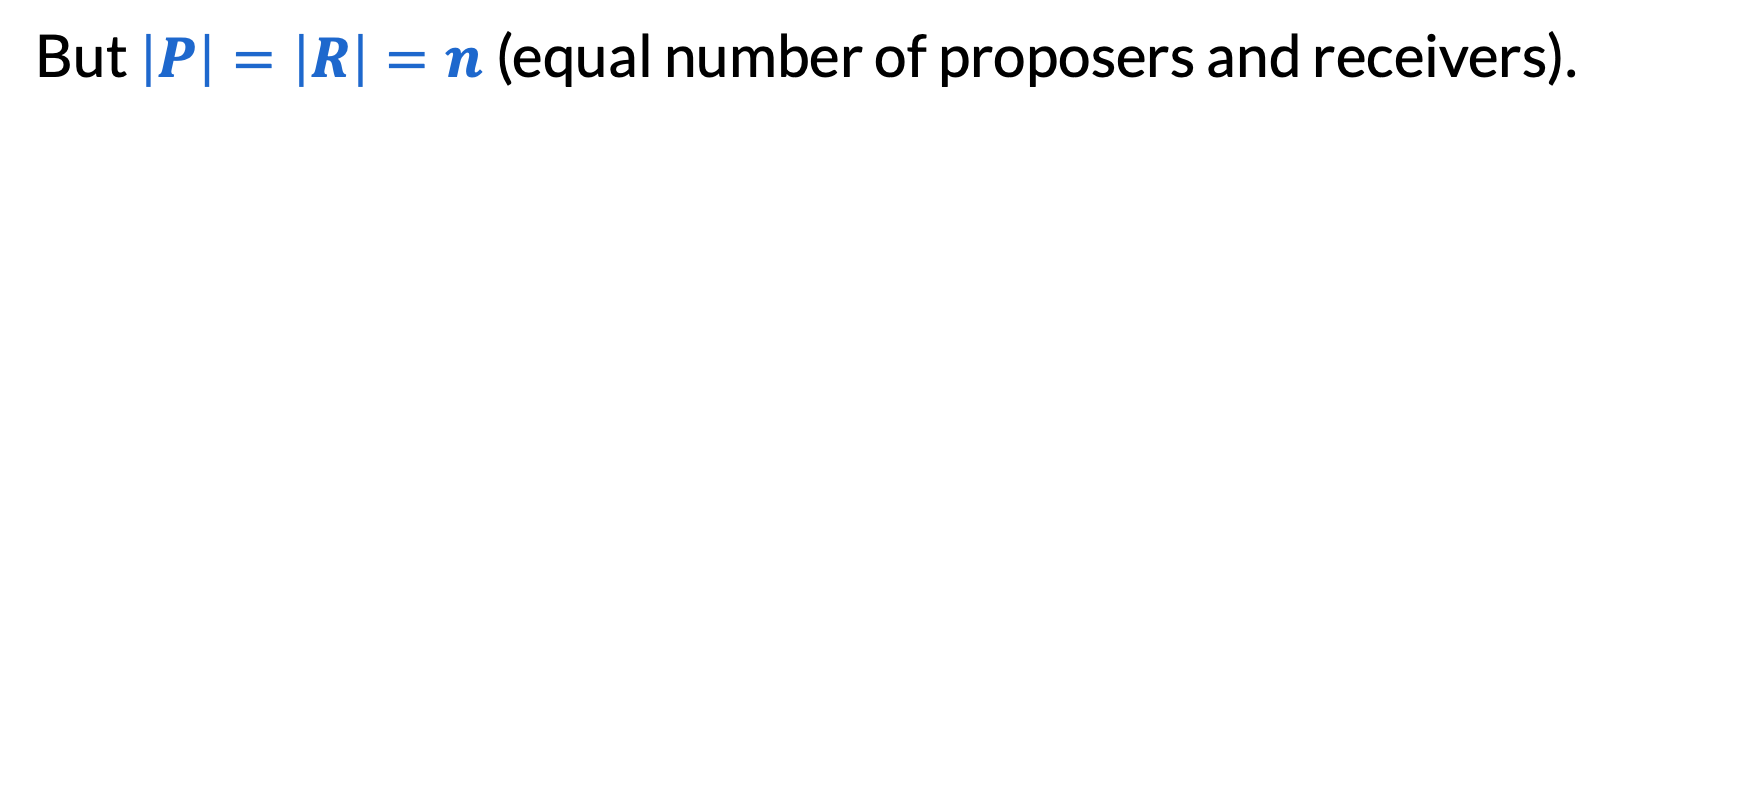 But |P| = |R| = n (equal number of proposers and receivers).